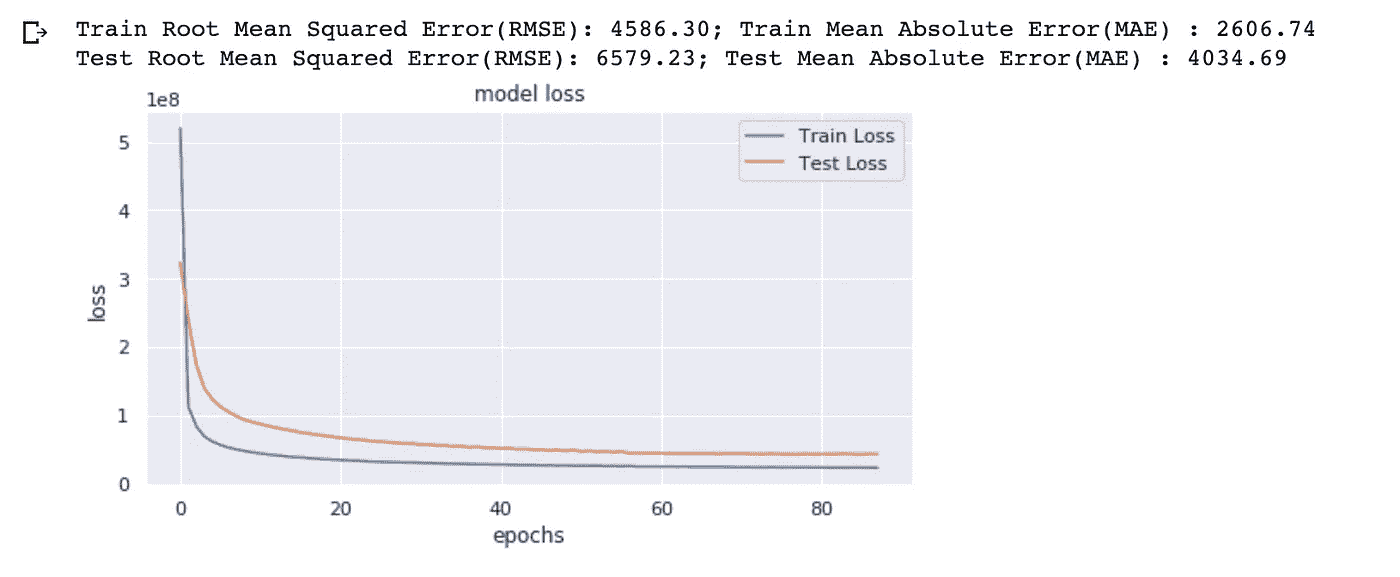 Train Root Mean Squared Error(RMSE): 4586.30; Train Mean Absolute Error(MAE) : 2606.74
Test Root Mean Squared Error(RMSE): 6579.23; Test Mean Absolute Error(MAE) : 4034.69
model loss
1e8
Train Loss
Test Loss
5
4
3
2
1
0
loss
0 20 40 60 80
epochs